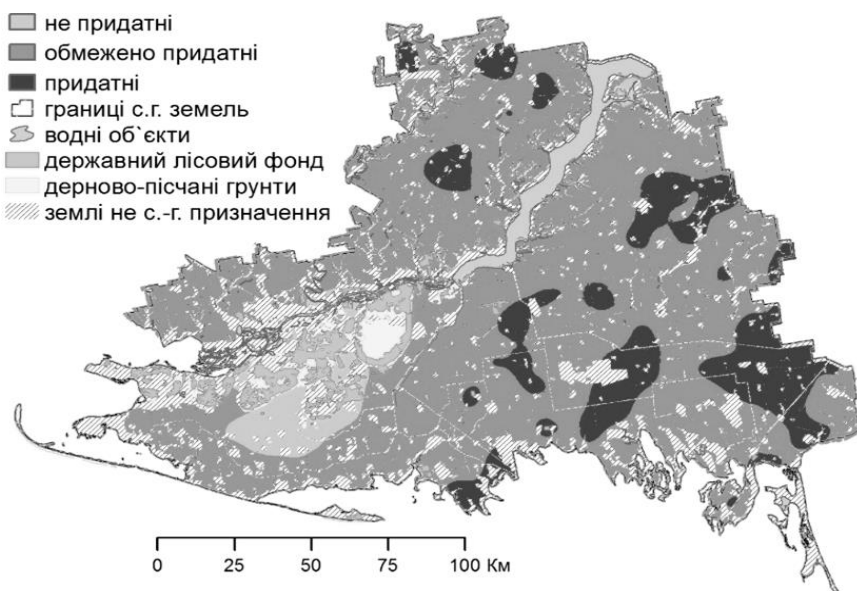 не придатні
обмежено придатні
придатні
границі с.г. земель
водні об`єкти
державний лісовий фонд
дерново-пісчані грунти
землі не с.-г. призначення
0 25 50 75 100 Км